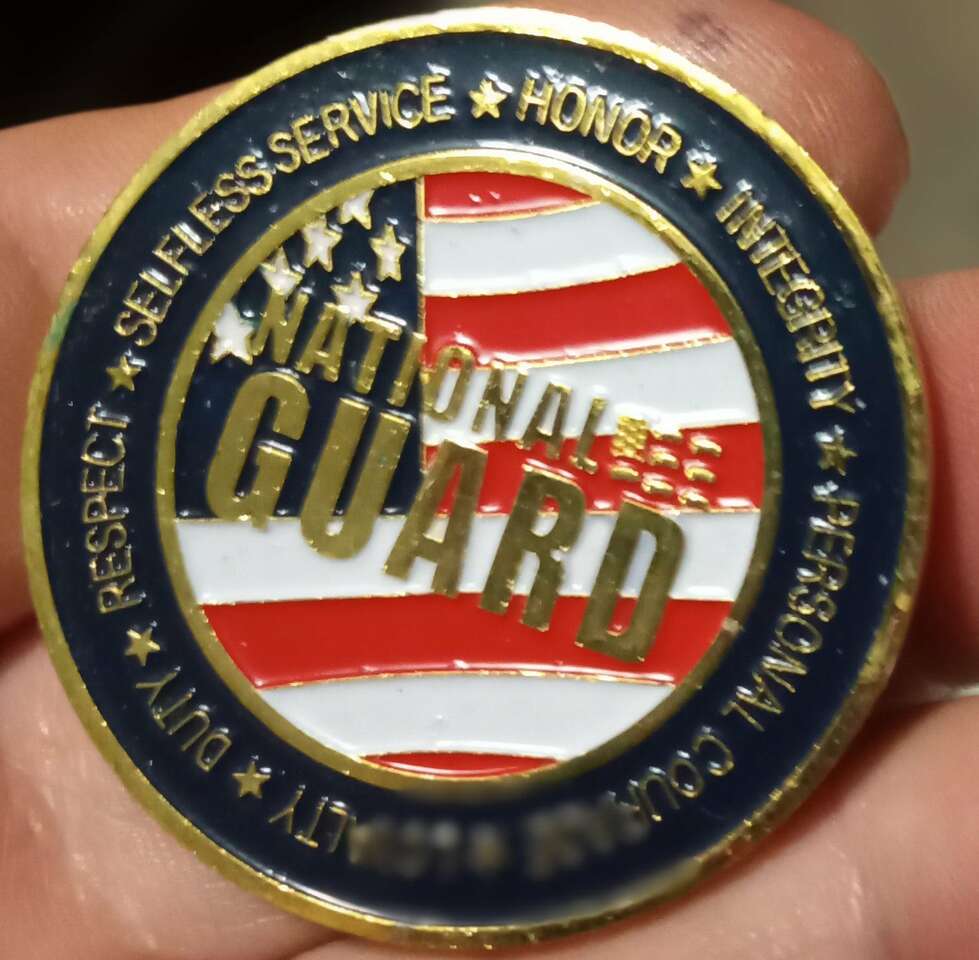 SELFLESS SERVICE ★ HONOR ★ INTEGRITY ★ PERSONAL
★ DUTY ★ RESPECT ★
NATIONAL
GUARD